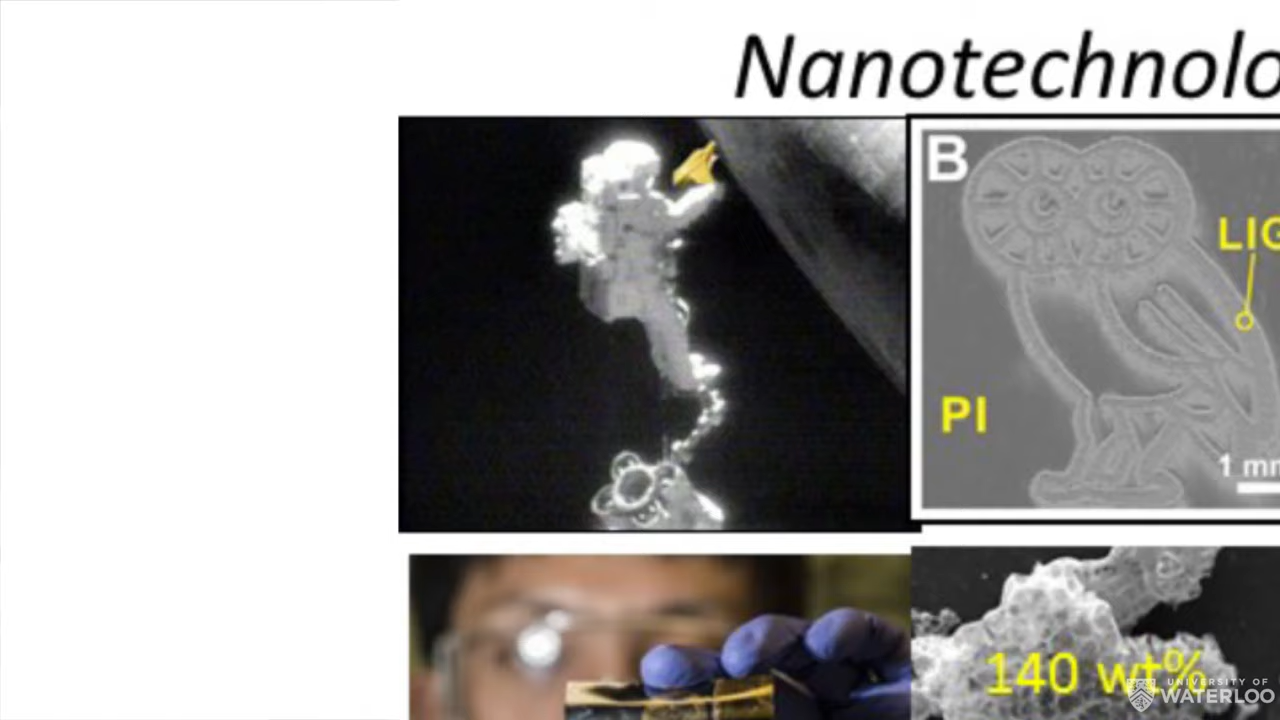 Nanotechnolo
B
LIG
PI
1 mm
140 wt%
UNIVERSITY OF
WATERLOO